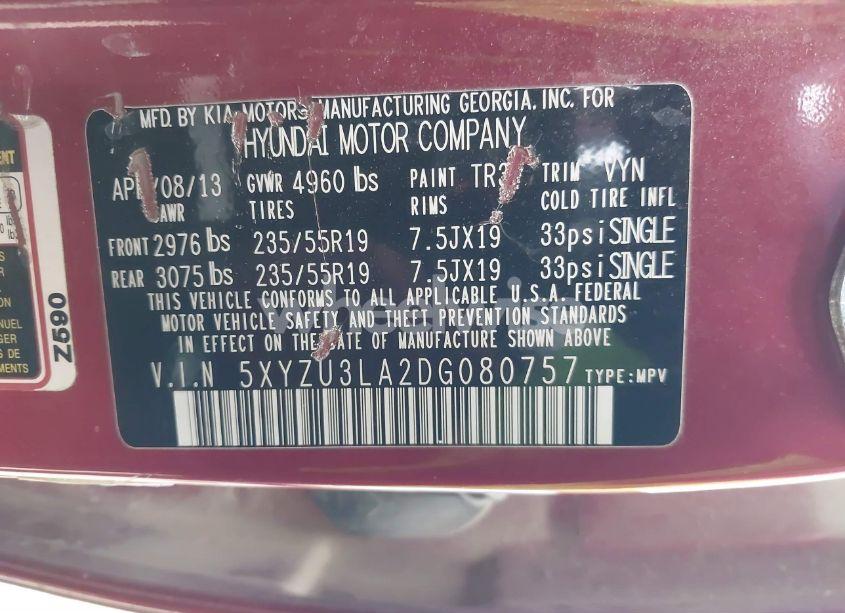 MFD. BY KIA MOTORS MANUFACTURING GEORGIA, INC. FOR
HYUNDAI MOTOR COMPANY
08/13 GVWR 4960 lbs PAINT TRIM VYN
TIRES RIMS COLD TIRE INFL
FRONT 2976 lbs 235/55R19 7.5JX19 33psi SINGLE
REAR 3075 lbs 235/55R19 7.5JX19 33psi SINGLE
THIS VEHICLE CONFORMS TO ALL APPLICABLE U.S.A. FEDERAL
MOTOR VEHICLE SAFETY AND THEFT PREVENTION STANDARDS
IN EFFECT ON THE DATE OF MANUFACTURE SHOWN ABOVE
V.I.N 5XYZU3LA2DG080757 TYPE:MPV
Z590